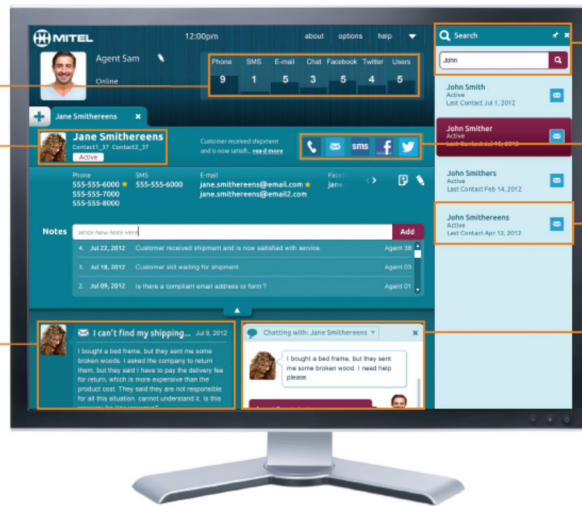 MITEL
12:00pm
about options help
Agent Sam
Online
Phone SMS E-mail Chat Facebook Twitter Users
9 1 5 3 5 4 5
Jane Smithereens
Jane Smithereens
Contact1_37 Contact2_37
Active
Customer received shipment
and is now satisfi... read more
sms
Phone
555-555-6000
555-555-7000
555-555-8000
SMS
555-555-6000
E-mail
jane.smithereens@email.com
jane.smithereens@email2.com
jane
Notes
Add
4. Jul 22, 2012 Customer received shipment and is now satisfied with service. Agent 38
3. Jul 18, 2012 Customer still waiting for shipment. Agent 03
2. Jul 09, 2012 Is there a compliant email address or form ? Agent 01
I can't find my shipping... Jul 9, 2012
I bought a bed frame, but they sent me some
broken woods. I asked the company to return
them, but they said I have to pay the delivery fee
for return, which is more expensive than the
product cost. They said they are not responsible
for all this situation. cannot understand it. Is this
Chatting with: Jane Smithereens
I bought a bed frame, but they sent
me some broken wood. I need help
please.
Search
John
John Smith
Active
Last Contact Jul 1, 2012
John Smither
Active
John Smithers
Active
Last Contact Feb 14, 2012
John Smithereens
Active
Last Contact Apr 12, 2012